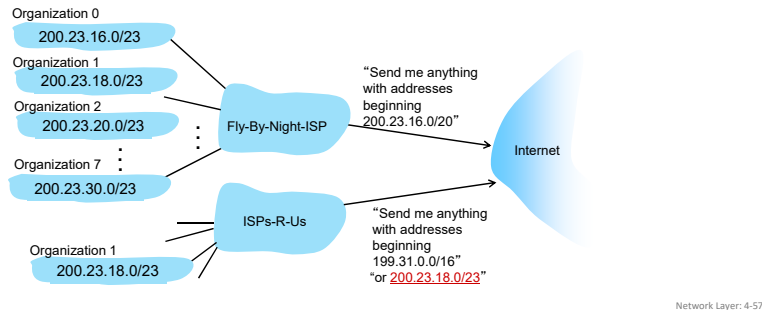 Organization 0
200.23.16.0/23
Organization 1
200.23.18.0/23
Organization 2
200.23.20.0/23
Organization 7
200.23.30.0/23
Fly-By-Night-ISP
“Send me anything
with addresses
beginning
200.23.16.0/20”
Internet
ISPs-R-Us
Organization 1
200.23.18.0/23
“Send me anything
with addresses
beginning
199.31.0.0/16”
“or 200.23.18.0/23”
Network Layer: 4-57